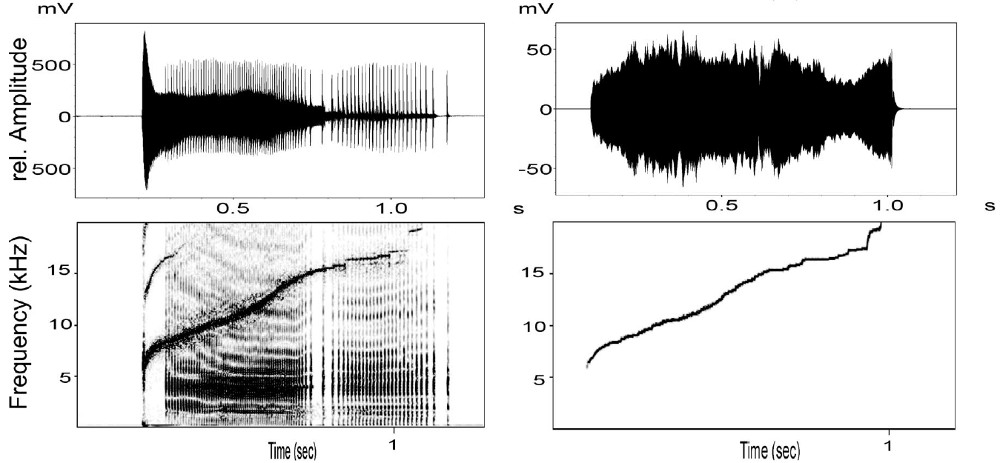 mV
mV
rel. Amplitude
500
0
500
50
0
-50
0.5
1.0
s
0.5
1.0
s
Frequency (kHz)
15
10
5
15
10
5
Time (sec)
1
Time (sec)
1